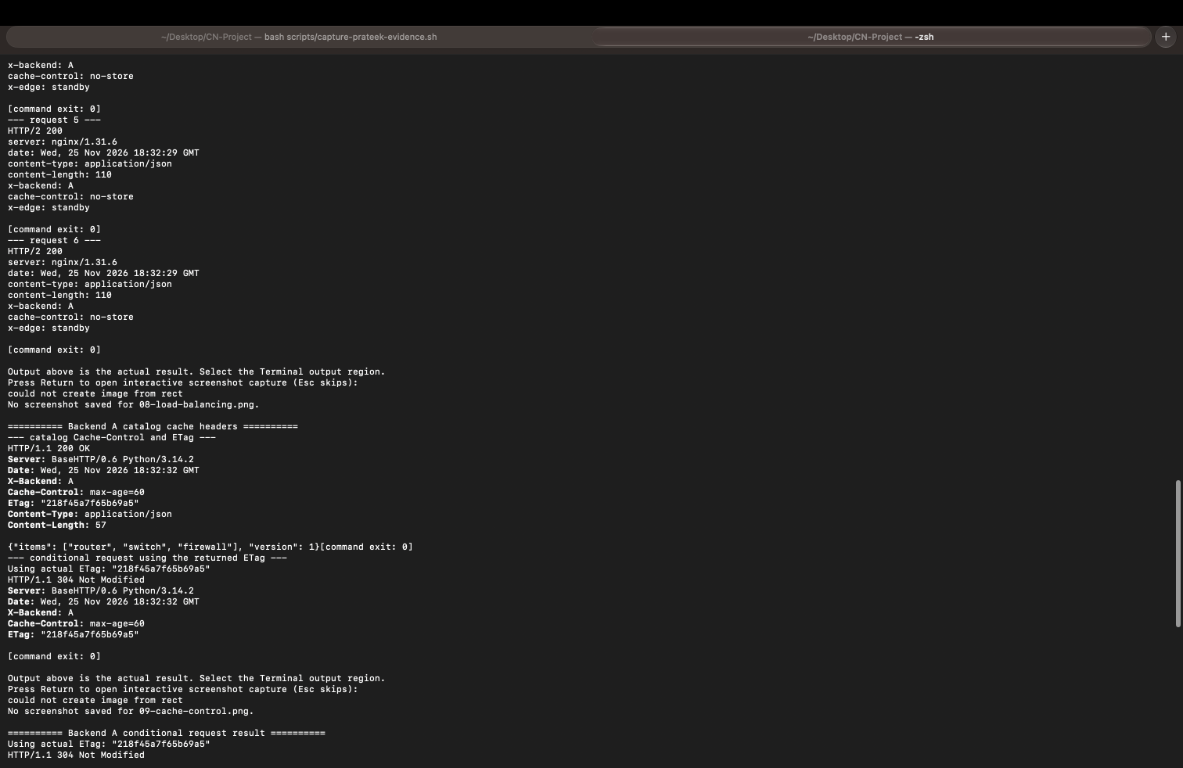 ~/Desktop/CN-Project — bash scripts/capture-prateek-evidence.sh
~/Desktop/CN-Project — -zsh
+
x-backend: A
cache-control: no-store
x-edge: standby
[command exit: 0]
--- request 5 ---
HTTP/2 200
server: nginx/1.31.6
date: Wed, 25 Nov 2026 18:32:29 GMT
content-type: application/json
content-length: 110
x-backend: A
cache-control: no-store
x-edge: standby
[command exit: 0]
--- request 6 ---
HTTP/2 200
server: nginx/1.31.6
date: Wed, 25 Nov 2026 18:32:29 GMT
content-type: application/json
content-length: 110
x-backend: A
cache-control: no-store
x-edge: standby
[command exit: 0]
Output above is the actual result. Select the Terminal output region.
Press Return to open interactive screenshot capture (Esc skips):
could not create image from rect
No screenshot saved for 08-load-balancing.png.
========== Backend A catalog cache headers ==========
--- catalog Cache-Control and ETag ---
HTTP/1.1 200 OK
Server: BaseHTTP/0.6 Python/3.14.2
Date: Wed, 25 Nov 2026 18:32:32 GMT
X-Backend: A
Cache-Control: max-age=60
ETag: "218f45a7f65b69a5"
Content-Type: application/json
Content-Length: 57
{"items": ["router", "switch", "firewall"], "version": 1}[command exit: 0]
--- conditional request using the returned ETag ---
Using actual ETag: "218f45a7f65b69a5"
HTTP/1.1 304 Not Modified
Server: BaseHTTP/0.6 Python/3.14.2
Date: Wed, 25 Nov 2026 18:32:32 GMT
X-Backend: A
Cache-Control: max-age=60
ETag: "218f45a7f65b69a5"
[command exit: 0]
Output above is the actual result. Select the Terminal output region.
Press Return to open interactive screenshot capture (Esc skips):
could not create image from rect
No screenshot saved for 09-cache-control.png.
========== Backend A conditional request result ==========
Using actual ETag: "218f45a7f65b69a5"
HTTP/1.1 304 Not Modified